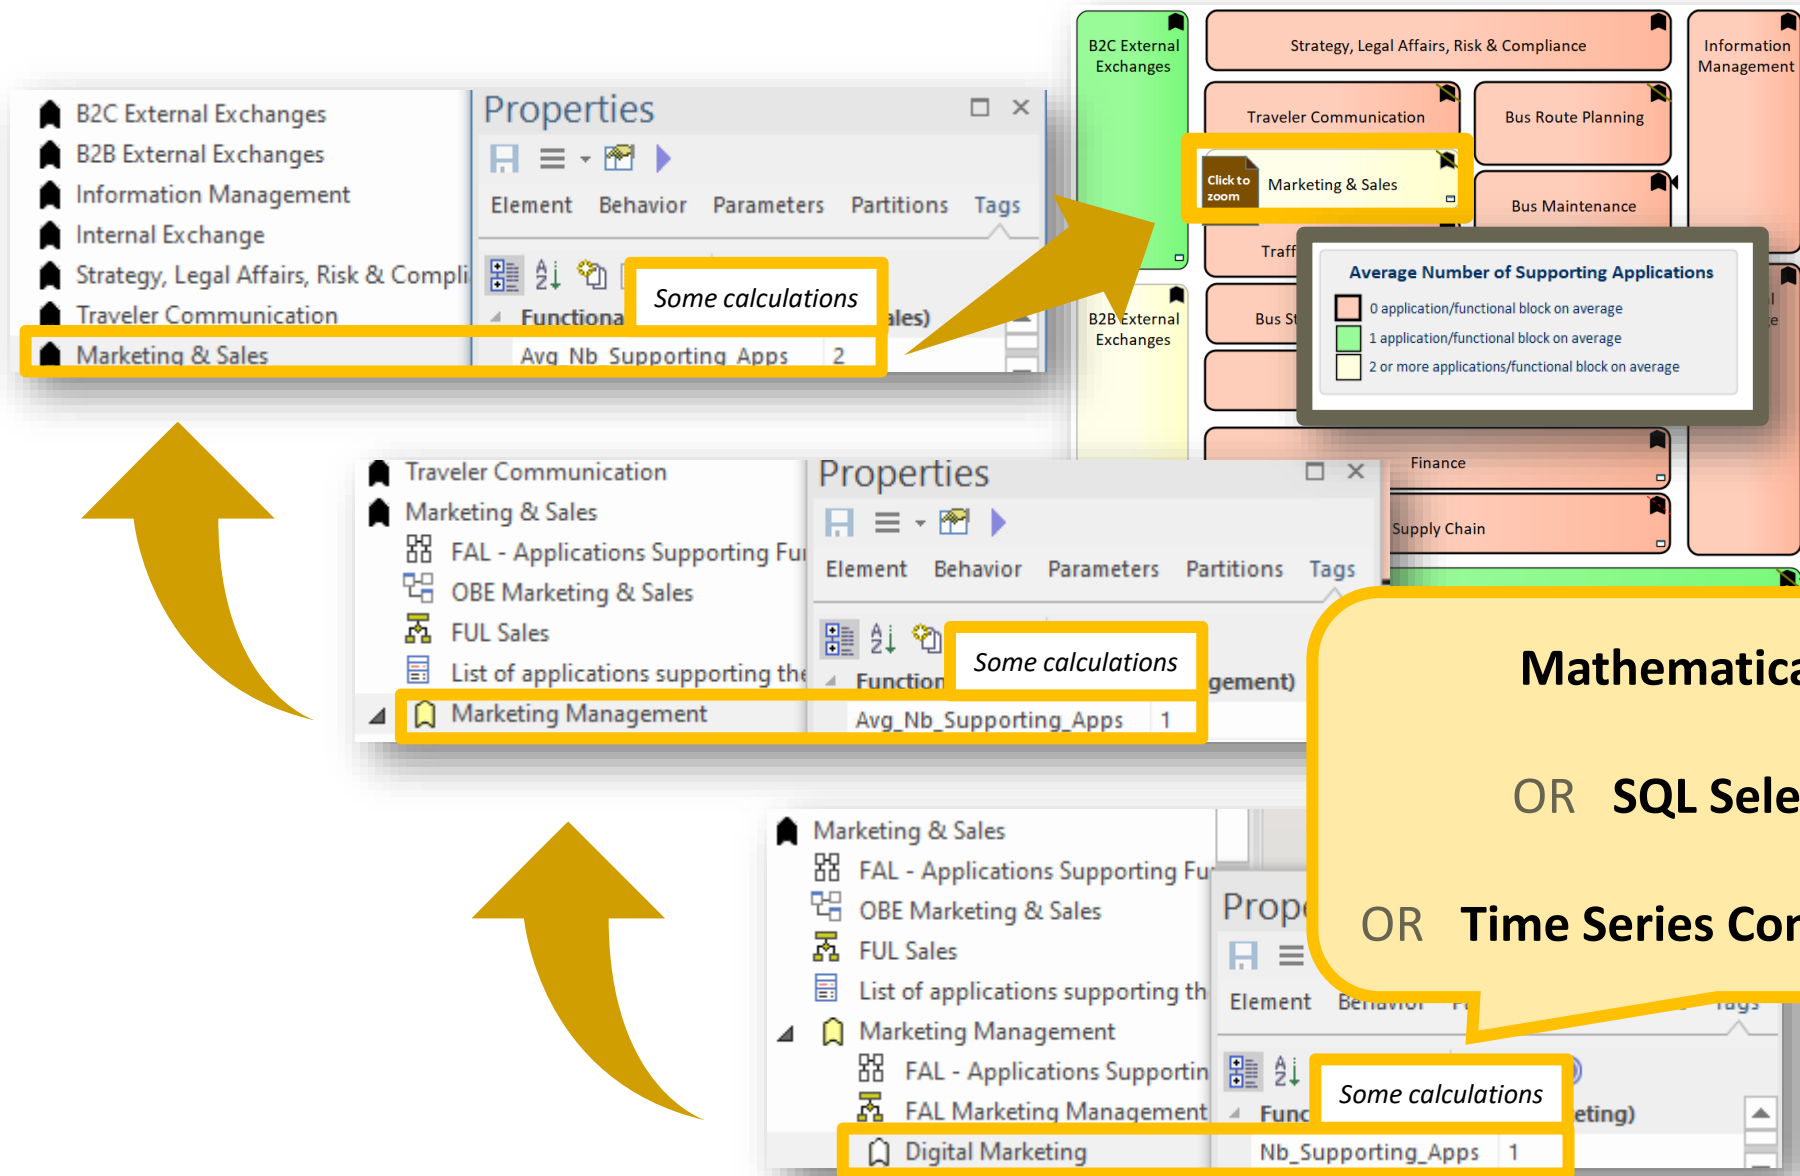 B2C External Exchanges
B2B External Exchanges
Information Management
Internal Exchange
Strategy, Legal Affairs, Risk & Compli
Traveler Communication
Marketing & Sales
Properties
Element Behavior Parameters Partitions Tags
Some calculations
Functiona
ales)
Avg_Nb_Supporting_Apps 2
B2C External
Exchanges
Strategy, Legal Affairs, Risk & Compliance
Information
Management
Traveler Communication
Bus Route Planning
Click to
zoom
Marketing & Sales
Bus Maintenance
Traff
B2B External
Exchanges
Bus St
Average Number of Supporting Applications
0 application/functional block on average
1 application/functional block on average
2 or more applications/functional block on average
Finance
Supply Chain
Traveler Communication
Marketing & Sales
FAL - Applications Supporting Fu
OBE Marketing & Sales
FUL Sales
List of applications supporting the
Marketing Management
Properties
Element Behavior Parameters Partitions Tags
Some calculations
Function
gement)
Avg_Nb_Supporting_Apps 1
Mathematica
OR SQL Sele
OR Time Series Co
Marketing & Sales
FAL - Applications Supporting Fu
OBE Marketing & Sales
FUL Sales
List of applications supporting th
Marketing Management
FAL - Applications Supportin
FAL Marketing Management
Digital Marketing
Prop
Element Behavior
Tags
Some calculations
Func
eting)
Nb_Supporting_Apps 1